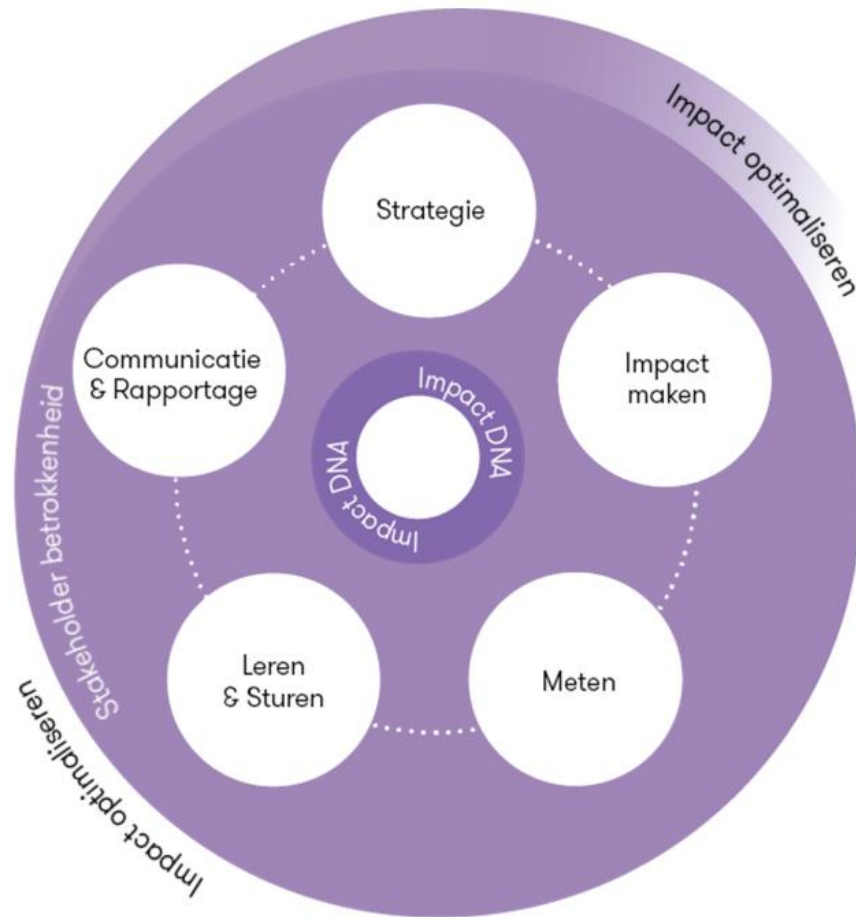 Impact optimaliseren
Strategie
Communicatie
& Rapportage
Impact
maken
Impact DNA
Impact DNA
Stakeholder betrokkenheid
Leren
& Sturen
Meten
Impact optimaliseren